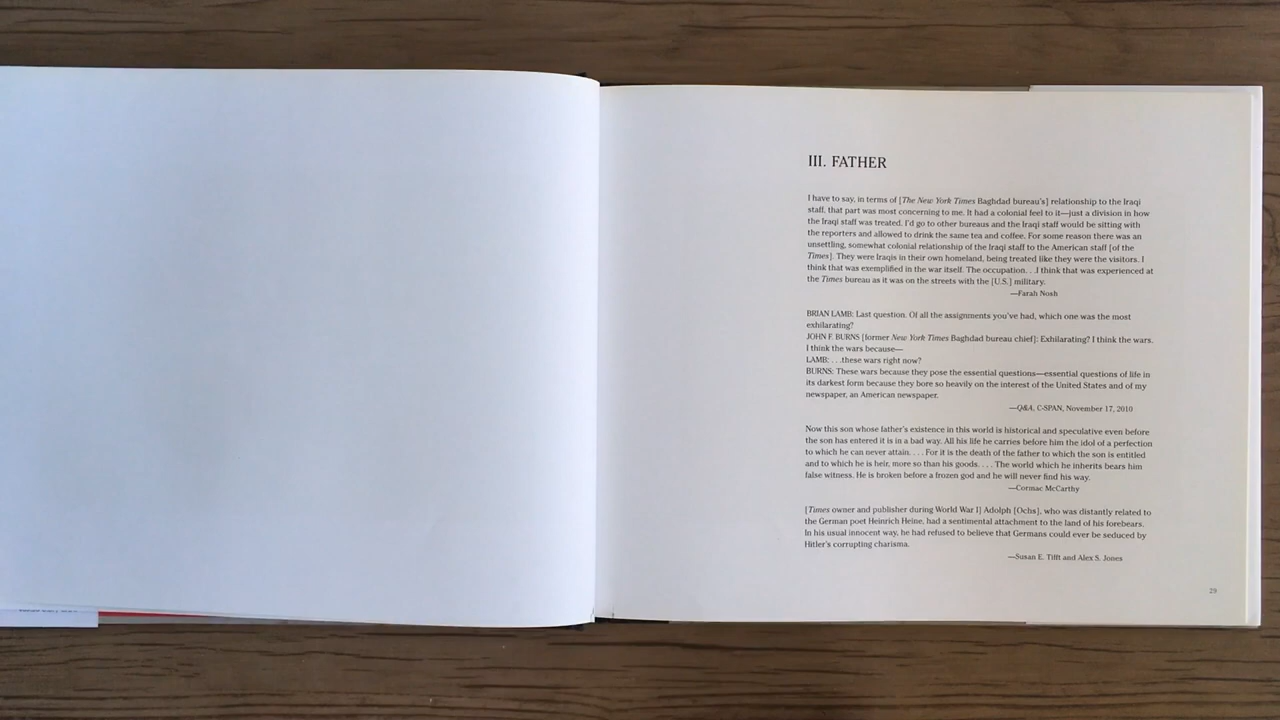 III. FATHER
I have to say, in terms of [The New York Times Baghdad bureau's] relationship to the Iraqi
staff, that part was most concerning to me. It had a colonial feel to it—just a division in how
the Iraqi staff was treated. I'd go to other bureaus and the Iraqi staff would be sitting with
the reporters and allowed to drink the same tea and coffee. For some reason there was an
unsettling, somewhat colonial relationship of the Iraqi staff to the American staff [of the
Times]. They were Iraqis in their own homeland, being treated like they were the visitors. I
think that was exemplified in the war itself. The occupation. . .I think that was experienced at
the Times bureau as it was on the streets with the [U.S.] military.
—Farah Nosh
BRIAN LAMB: Last question. Of all the assignments you've had, which one was the most
exhilarating?
JOHN F. BURNS [former New York Times Baghdad bureau chief]: Exhilarating? I think the wars.
I think the wars because—
LAMB: . . .these wars right now?
BURNS: These wars because they pose the essential questions—essential questions of life in
its darkest form because they bore so heavily on the interest of the United States and of my
newspaper, an American newspaper.
—Q&A, C-SPAN, November 17, 2010
Now this son whose father's existence in this world is historical and speculative even before
the son has entered it is in a bad way. All his life he carries before him the idol of a perfection
to which he can never attain. . . . For it is the death of the father to which the son is entitled
and to which he is heir, more so than his goods. . . . The world which he inherits bears him
false witness. He is broken before a frozen god and he will never find his way.
—Cormac McCarthy
[Times owner and publisher during World War I] Adolph [Ochs], who was distantly related to
the German poet Heinrich Heine, had a sentimental attachment to the land of his forebears.
In his usual innocent way, he had refused to believe that Germans could ever be seduced by
Hitler's corrupting charisma.
—Susan E. Tifft and Alex S. Jones
29